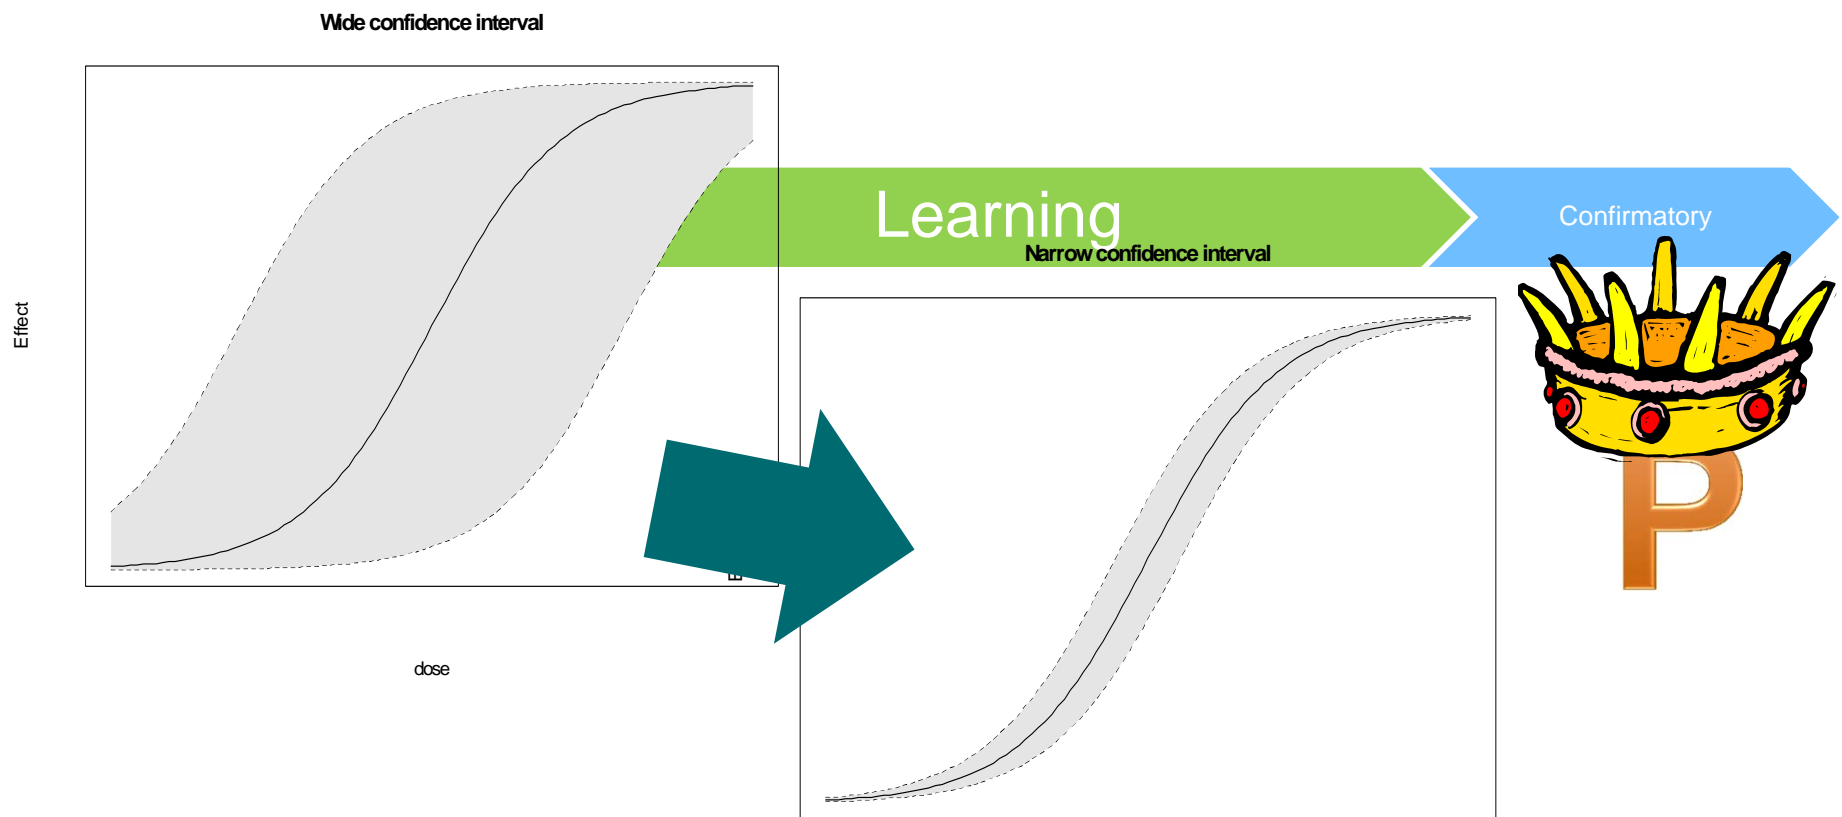 Wide confidence interval
Learning
Confirmatory
Narrow confidence interval
Effect
P
dose